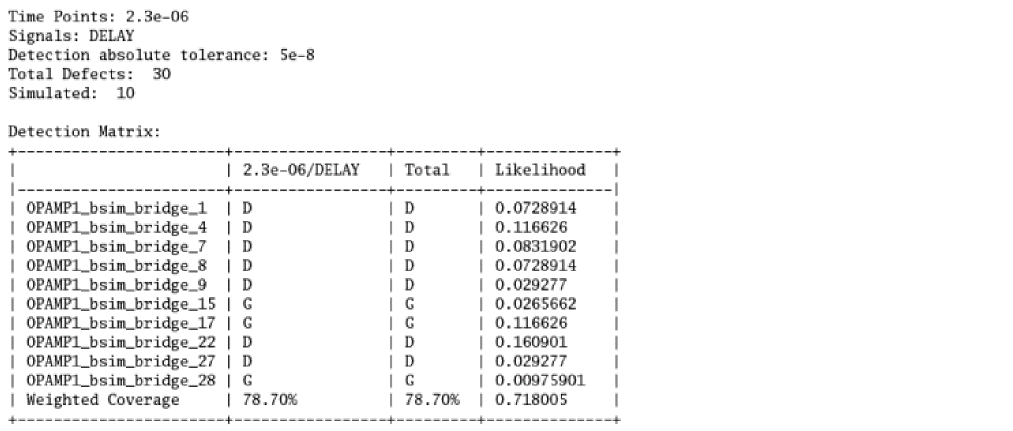 Time Points: 2.3e-06
Signals: DELAY
Detection absolute tolerance: 5e-8
Total Defects:  30
Simulated:  10

Detection Matrix:
+-----------------------+-----------------+---------+--------------+
|                       | 2.3e-06/DELAY   | Total   | Likelihood   |
|-----------------------+-----------------+---------+--------------|
| OPAMP1_bsim_bridge_1  | D               | D       | 0.0728914    |
| OPAMP1_bsim_bridge_4  | D               | D       | 0.116626     |
| OPAMP1_bsim_bridge_7  | D               | D       | 0.0831902    |
| OPAMP1_bsim_bridge_8  | D               | D       | 0.0728914    |
| OPAMP1_bsim_bridge_9  | D               | D       | 0.029277     |
| OPAMP1_bsim_bridge_15 | G               | G       | 0.0265662    |
| OPAMP1_bsim_bridge_17 | G               | G       | 0.116626     |
| OPAMP1_bsim_bridge_22 | D               | D       | 0.160901     |
| OPAMP1_bsim_bridge_27 | D               | D       | 0.029277     |
| OPAMP1_bsim_bridge_28 | G               | G       | 0.00975901   |
| Weighted Coverage     | 78.70%          | 78.70%  | 0.718005     |
+-----------------------+-----------------+---------+--------------+